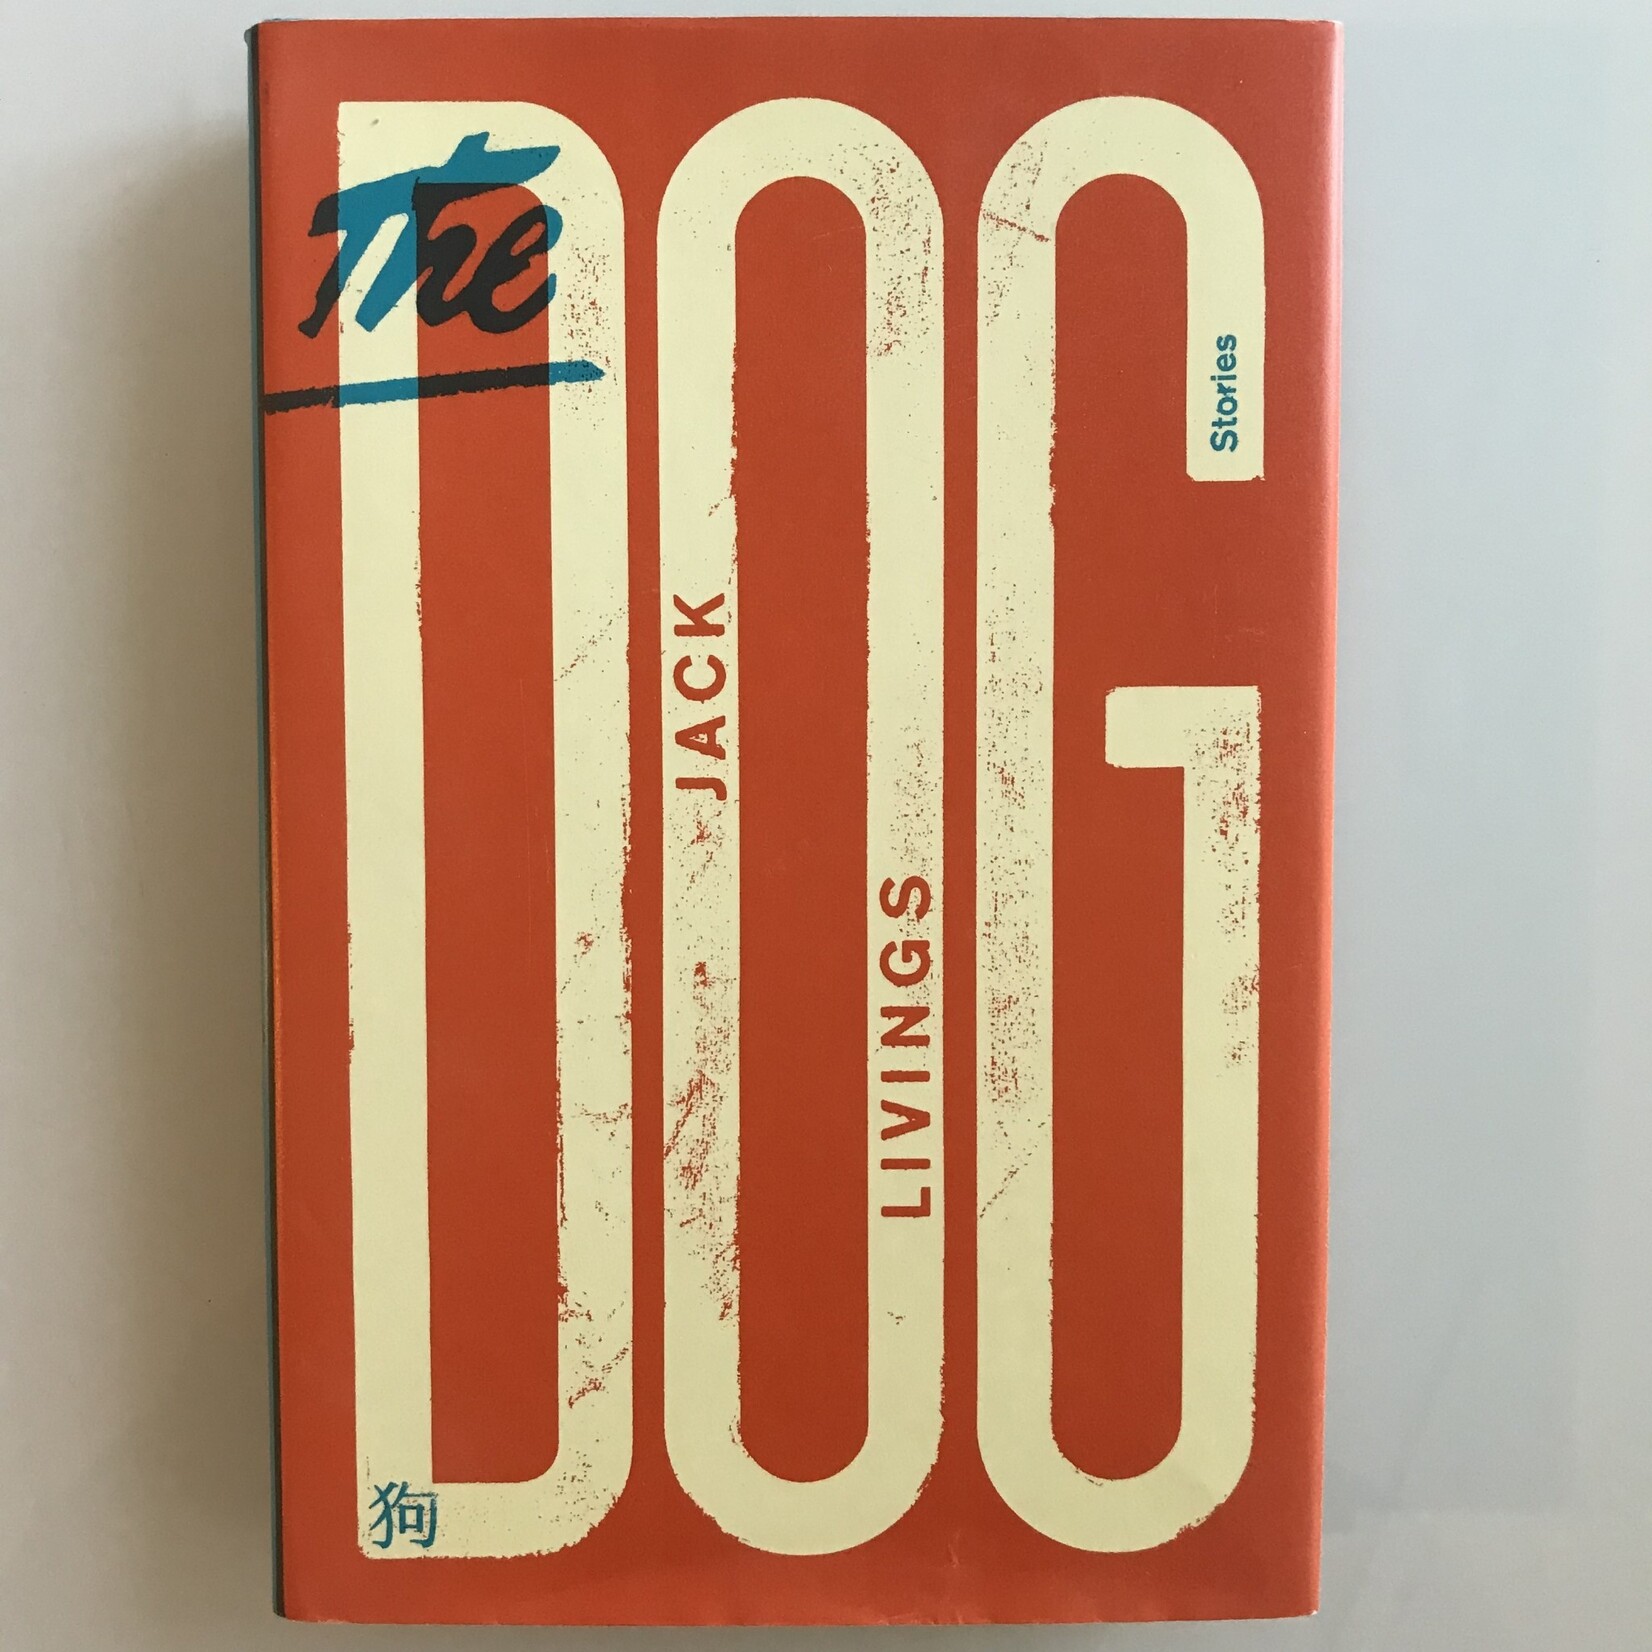 The
DOG
Stories
JACK
LIVINGS
狗